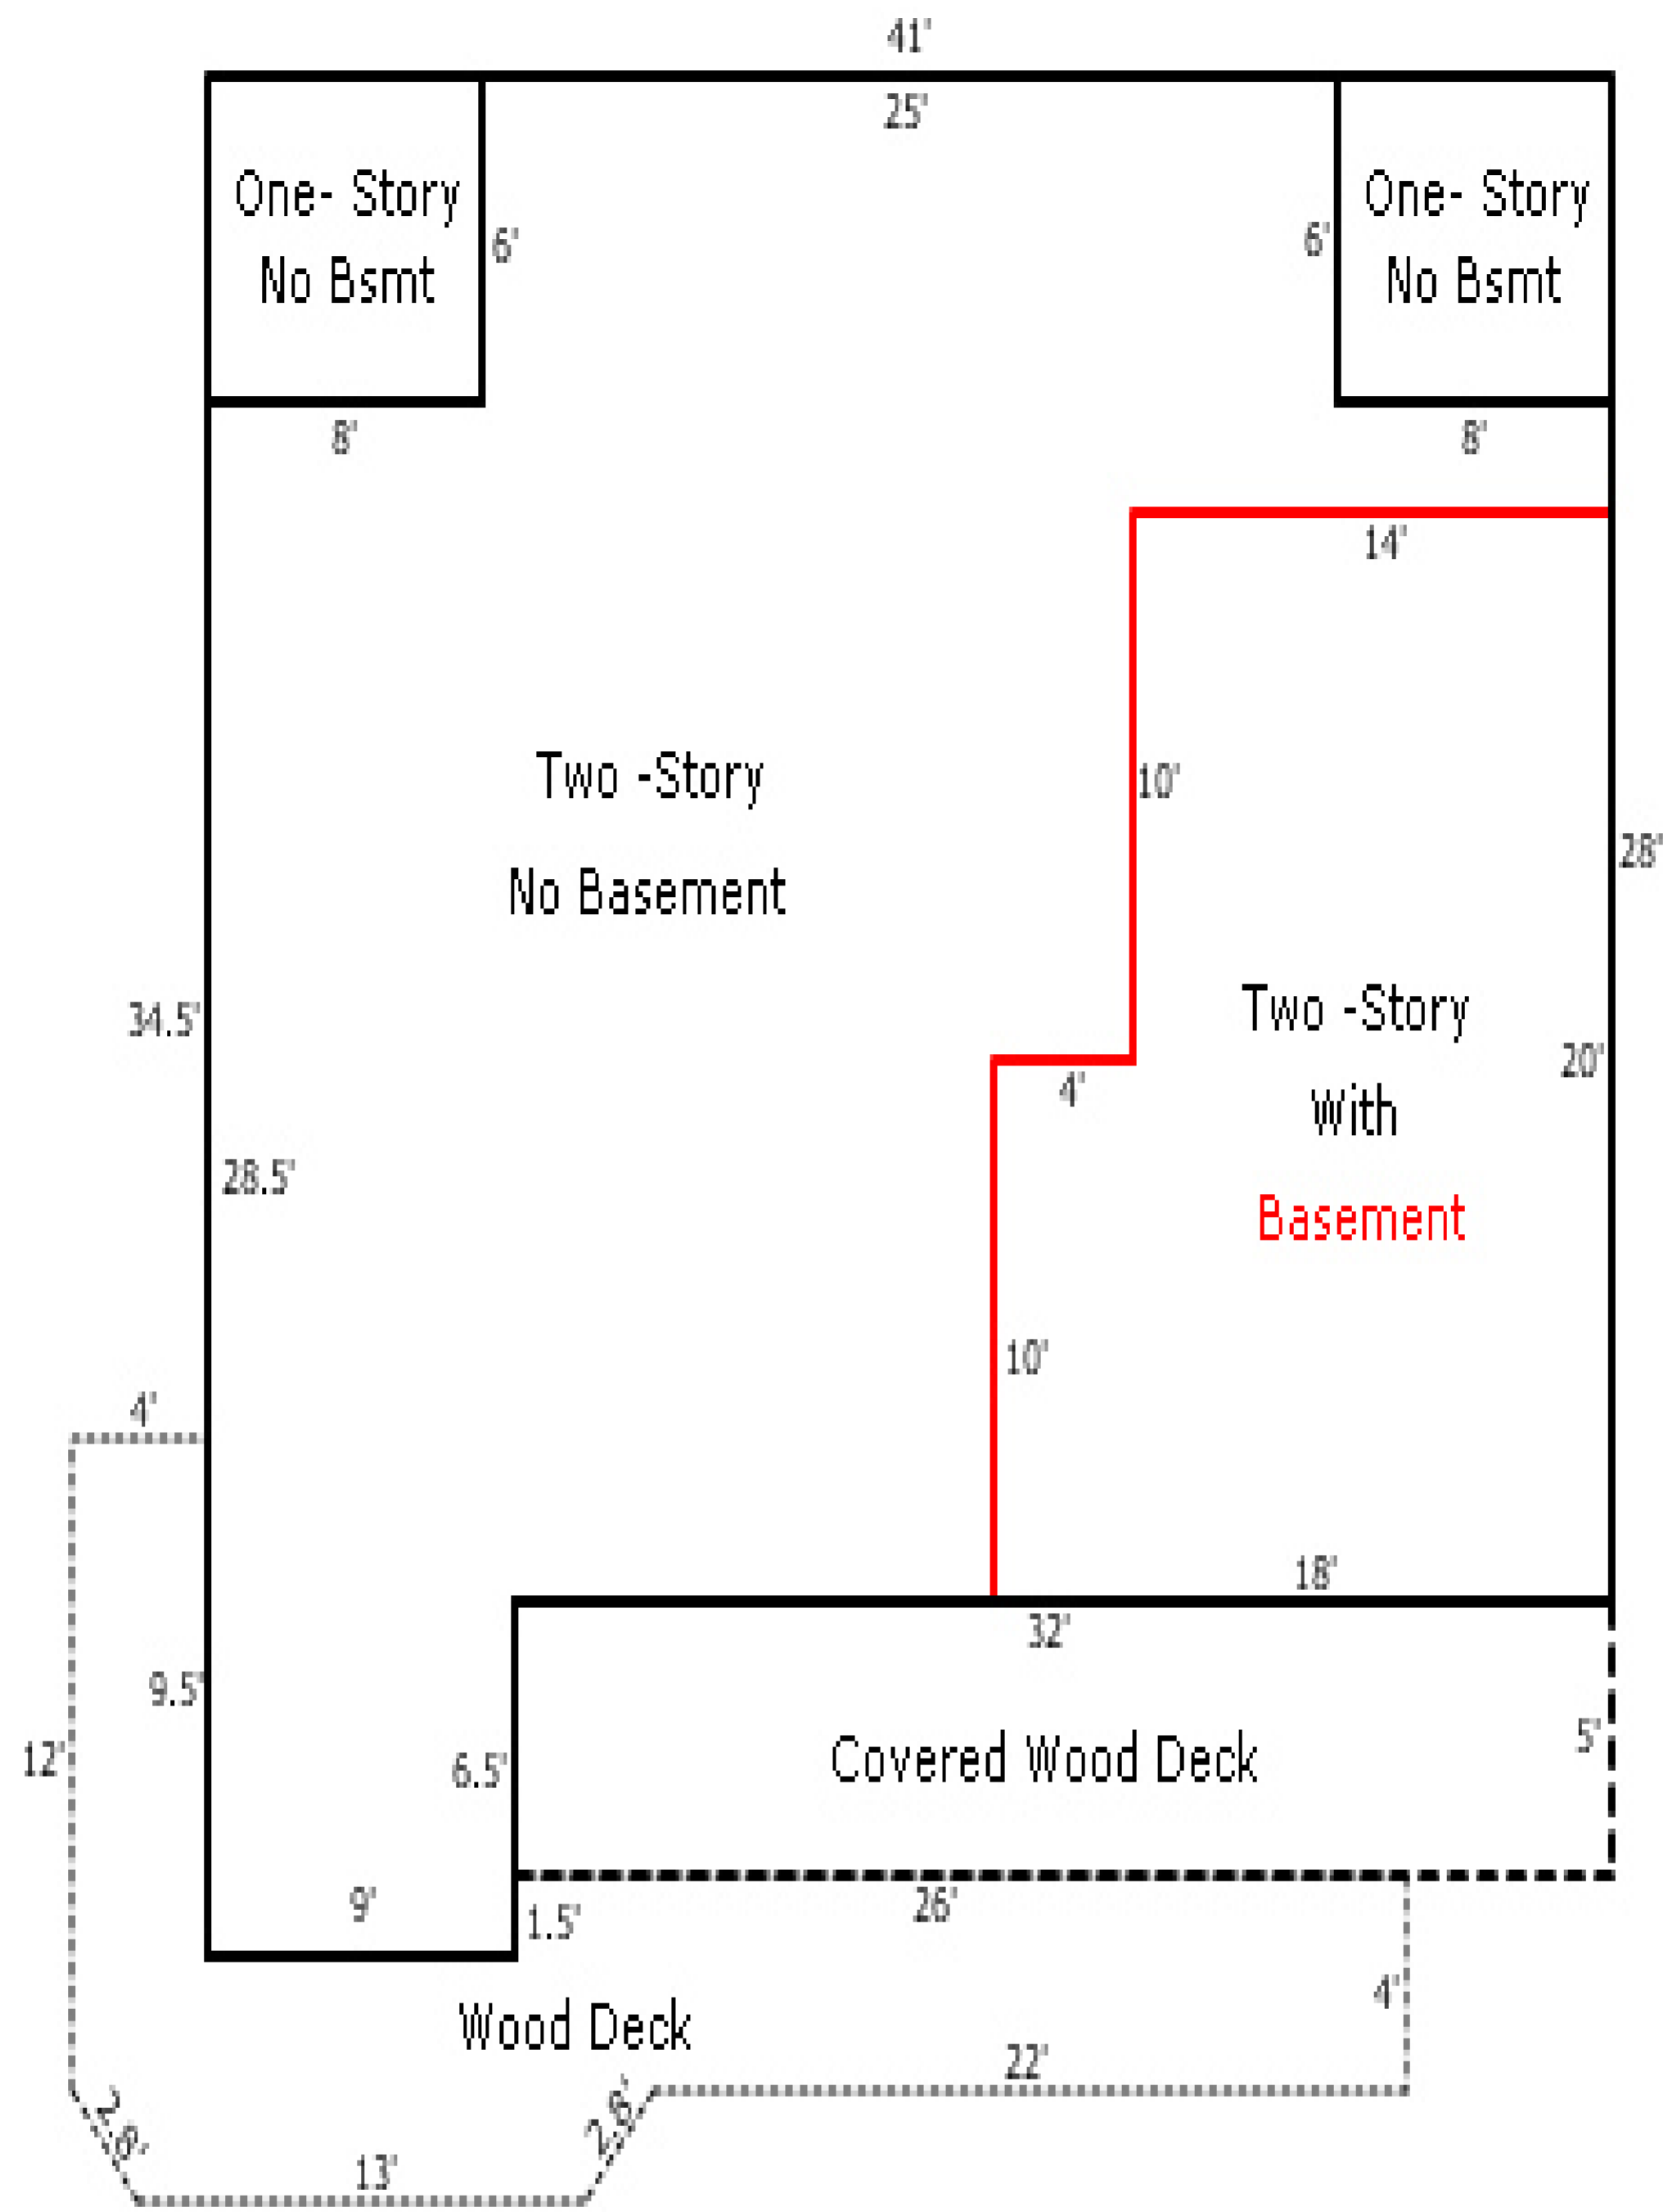 41'
25'
One- Story
No Bsmt
6'
6'
One- Story
No Bsmt
8'
8'
14'
Two -Story
No Basement
10'
28'
34.5'
Two -Story
With
Basement
20'
4'
28.5'
10'
4'
18'
32'
9.5'
6.5'
12'
Covered Wood Deck
5'
9'
1.5'
26'
Wood Deck
4'
22'
2.8'
2.8'
13'